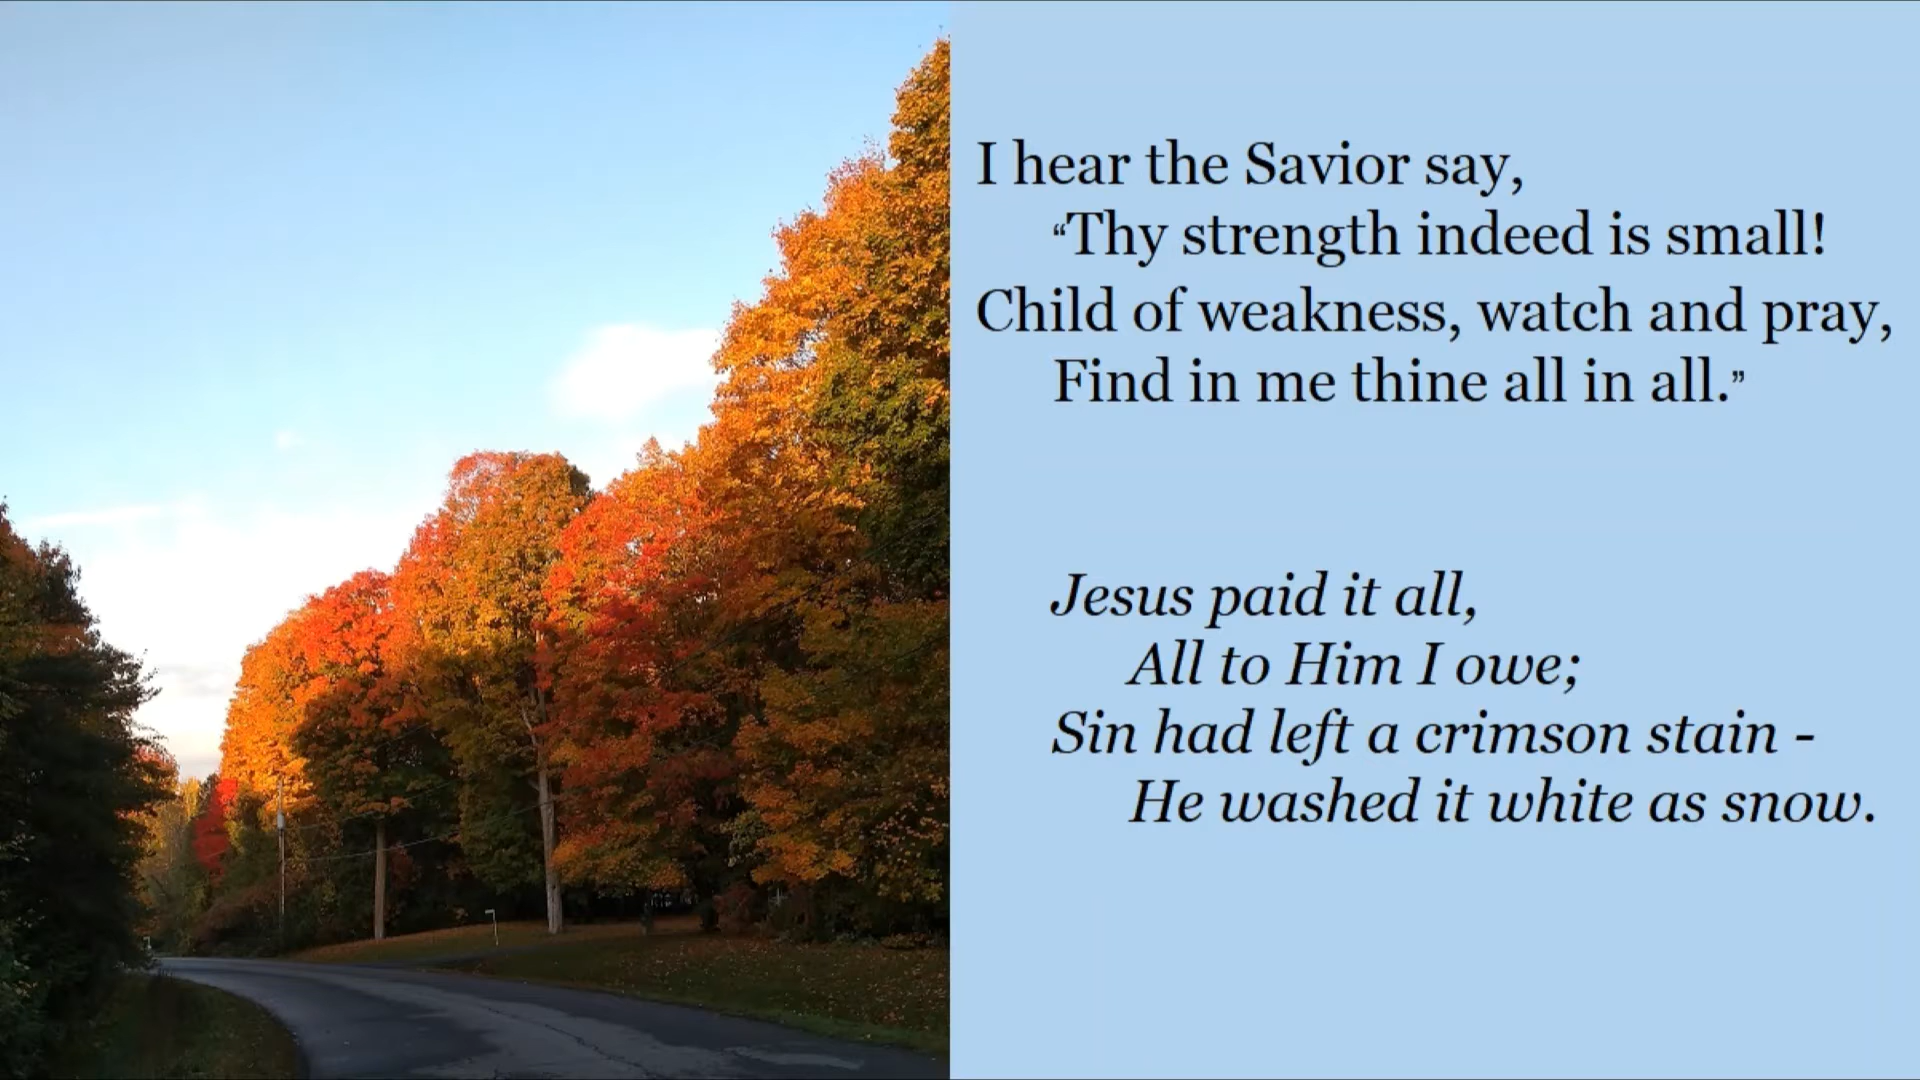 I hear the Savior say,
“Thy strength indeed is small!
Child of weakness, watch and pray,
Find in me thine all in all.”
Jesus paid it all,
All to Him I owe;
Sin had left a crimson stain -
He washed it white as snow.